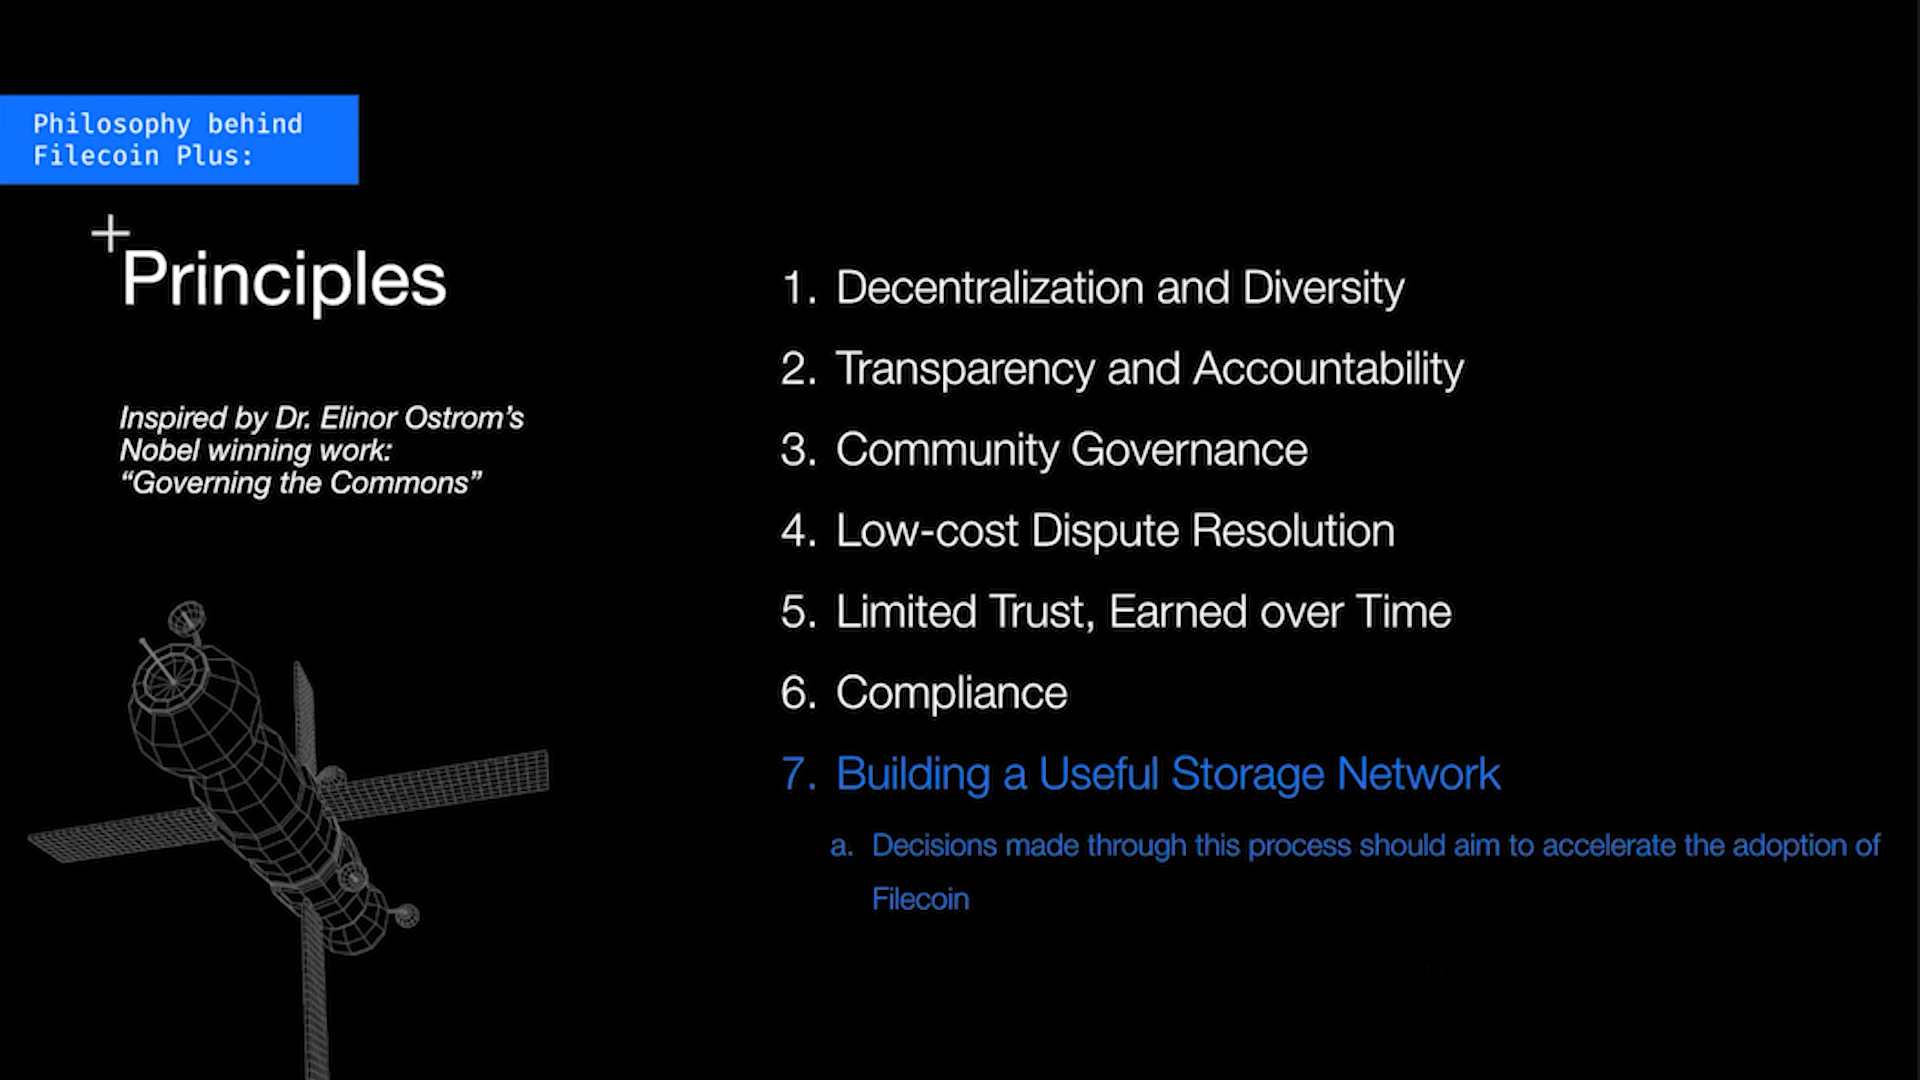 Philosophy behind
Filecoin Plus:
Principles
Inspired by Dr. Elinor Ostrom’s
Nobel winning work:
“Governing the Commons”
1. Decentralization and Diversity
2. Transparency and Accountability
3. Community Governance
4. Low-cost Dispute Resolution
5. Limited Trust, Earned over Time
6. Compliance
7. Building a Useful Storage Network
a. Decisions made through this process should aim to accelerate the adoption of
Filecoin